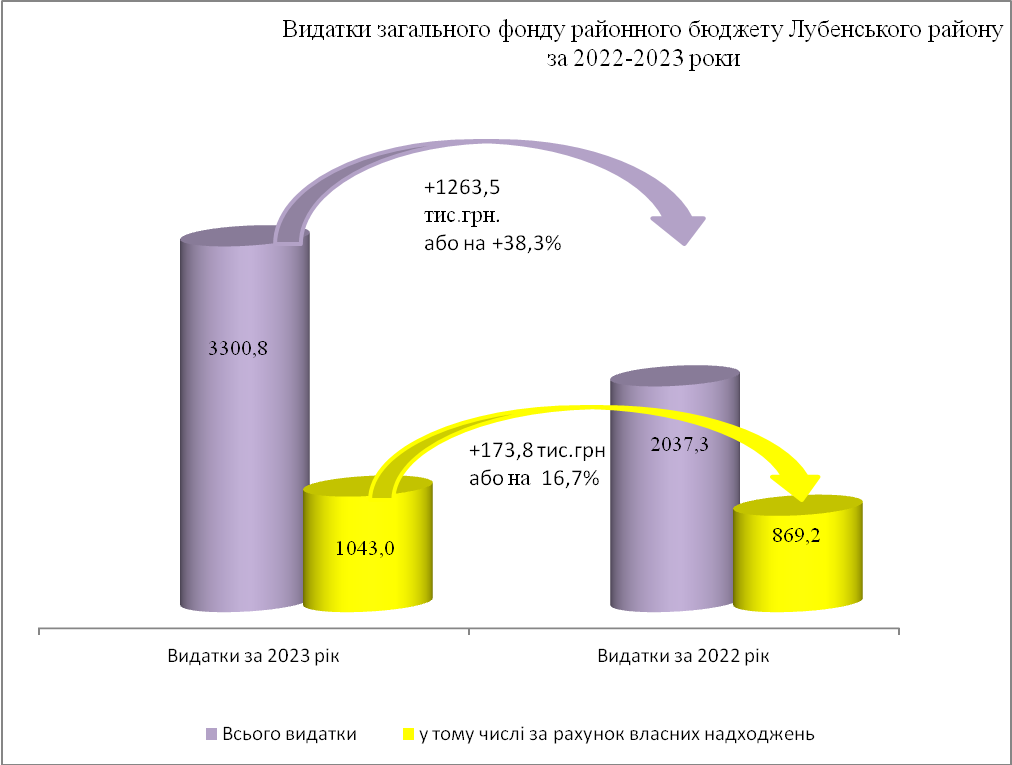 Видатки загального фонду районного бюджету Лубенського району
за 2022-2023 роки
+1263,5
тис.грн.
або на +38,3%
3300,8
2037,3
+173,8 тис.грн
або на 16,7%
1043,0
869,2
Видатки за 2023 рік
Видатки за 2022 рік
Всього видатки
у тому числі за рахунок власних надходжень